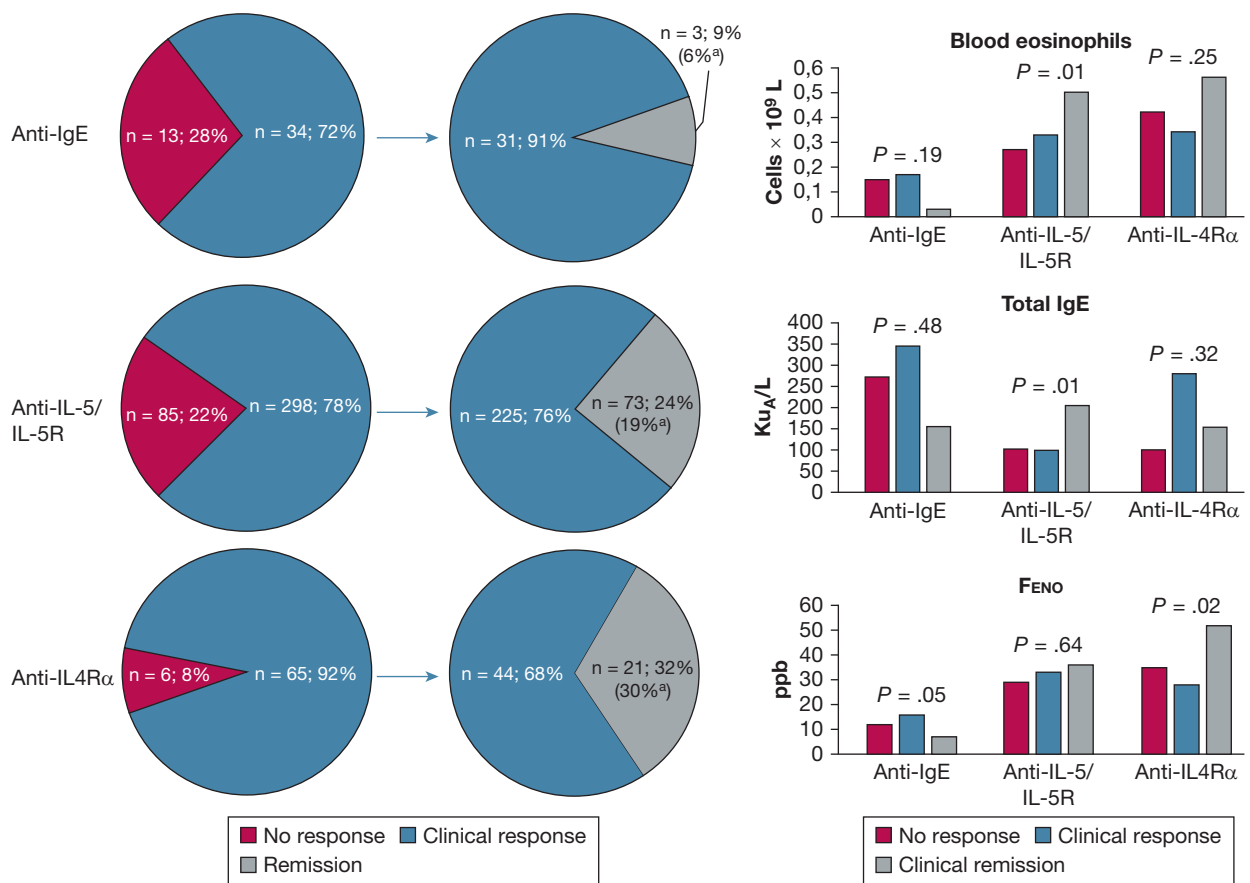 Anti-IgE
n = 13; 28%
n = 34; 72%
n = 31; 91%
n = 3; 9%
(6%ª)
Anti-IL-5/
IL-5R
n = 85; 22%
n = 298; 78%
n = 225; 76%
n = 73; 24%
(19%ª)
Anti-IL4Rα
n = 6; 8%
n = 65; 92%
n = 44; 68%
n = 21; 32%
(30%ª)
No response
Clinical response
Remission
Blood eosinophils
Cells × 10⁹ L
0,6
0,5
0,4
0,3
0,2
0,1
0
P = .19
P = .01
P = .25
Anti-IgE
Anti-IL-5/
IL-5R
Anti-IL-4Rα
Total IgE
Kuᴀ/L
400
350
300
250
200
150
100
50
0
P = .48
P = .01
P = .32
Anti-IgE
Anti-IL-5/
IL-5R
Anti-IL-4Rα
FENO
ppb
60
50
40
30
20
10
0
P = .05
P = .64
P = .02
Anti-IgE
Anti-IL-5/
IL-5R
Anti-IL4Rα
No response
Clinical response
Clinical remission